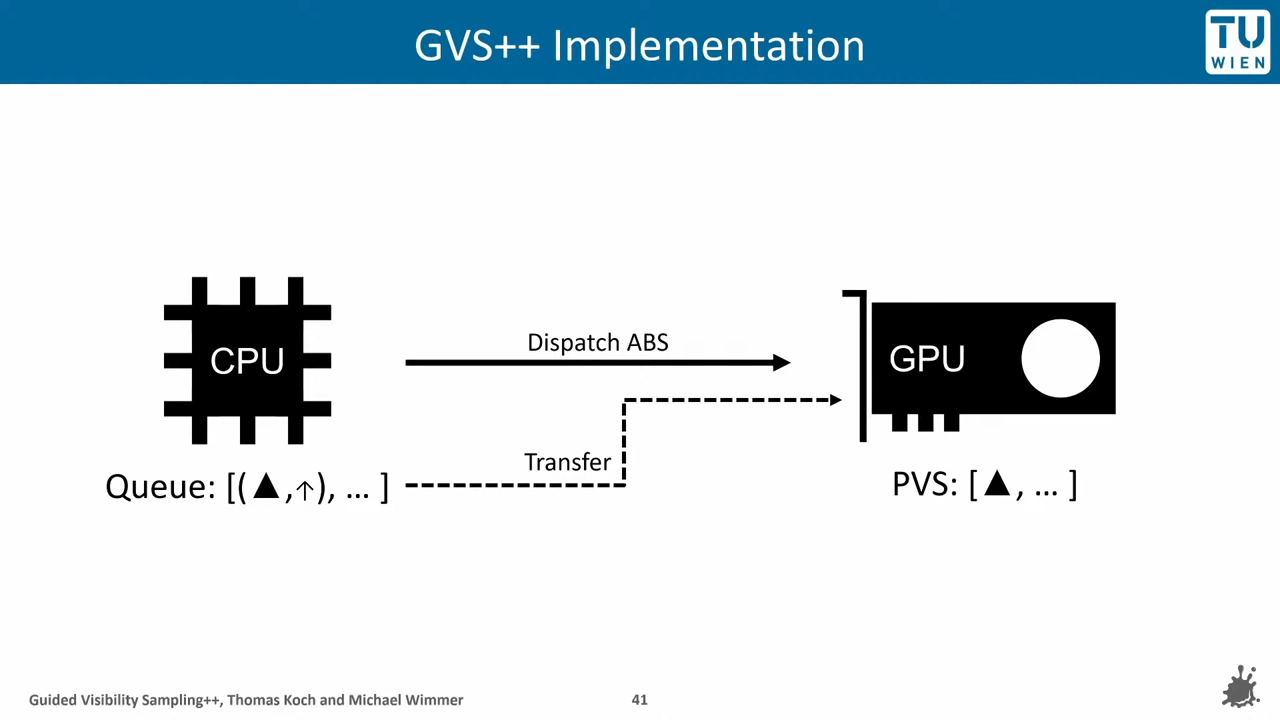 GVS++ Implementation
TU
WIEN
Dispatch ABS
CPU
GPU
Transfer
Queue: [(▲,↑), ... ]
PVS: [▲, ... ]
Guided Visibility Sampling++, Thomas Koch and Michael Wimmer
41